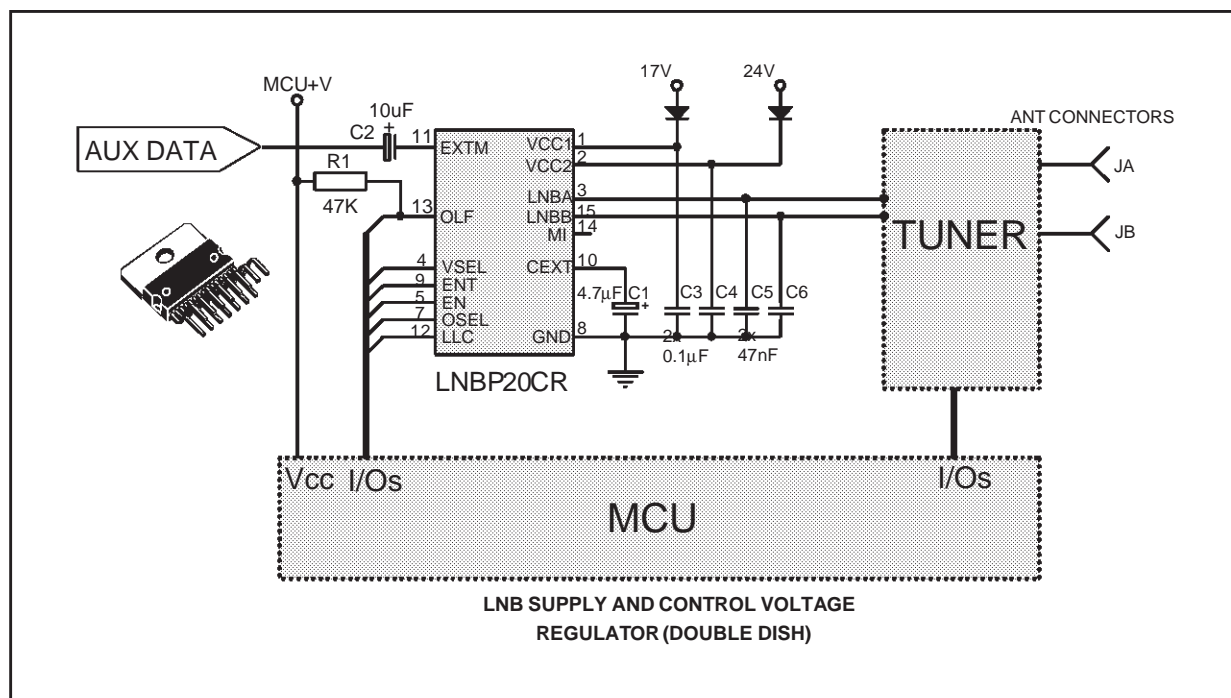 17V
24V
MCU+V
10uF
+
C2
ANT CONNECTORS
AUX DATA
11
EXTM
VCC1
1
VCC2
2
R1
47K
LNBA
3
LNBB
15
JA
13
OLF
MI
14
TUNER
JB
4
VSEL
CEXT
10
9
ENT
4.7µF
C1
+
C3
C4
C5
C6
5
EN
7
OSEL
12
LLC
GND
8
2x
0.1µF
2x
47nF
LNBP20CR
Vcc
I/Os
I/Os
MCU
LNB SUPPLY AND CONTROL VOLTAGE
REGULATOR (DOUBLE DISH)